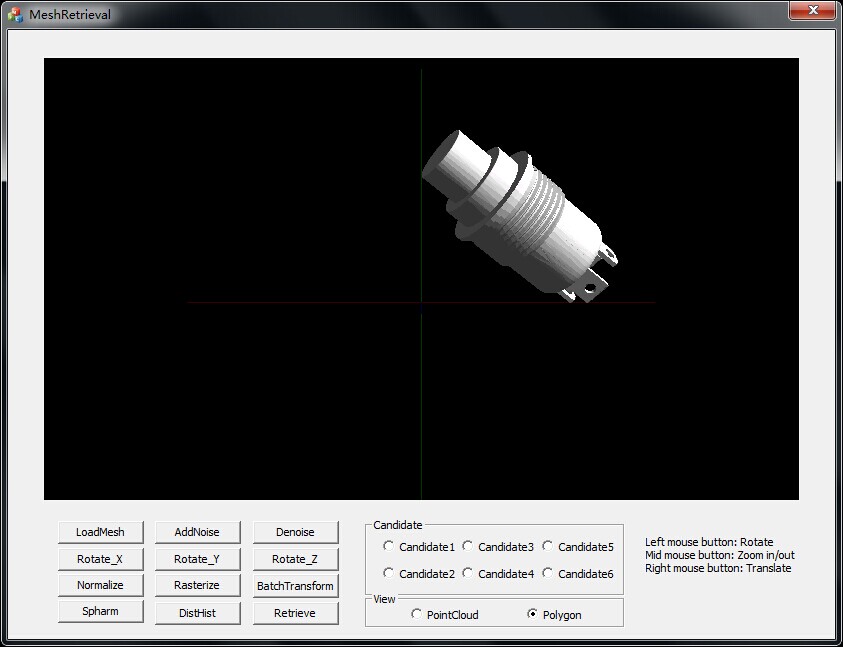 MeshRetrieval
LoadMesh AddNoise Denoise
Rotate_X Rotate_Y Rotate_Z
Normalize Rasterize BatchTransform
Spharm DistHist Retrieve
Candidate
Candidate1 Candidate3 Candidate5
Candidate2 Candidate4 Candidate6
View
PointCloud Polygon
Left mouse button: Rotate
Mid mouse button: Zoom in/out
Right mouse button: Translate